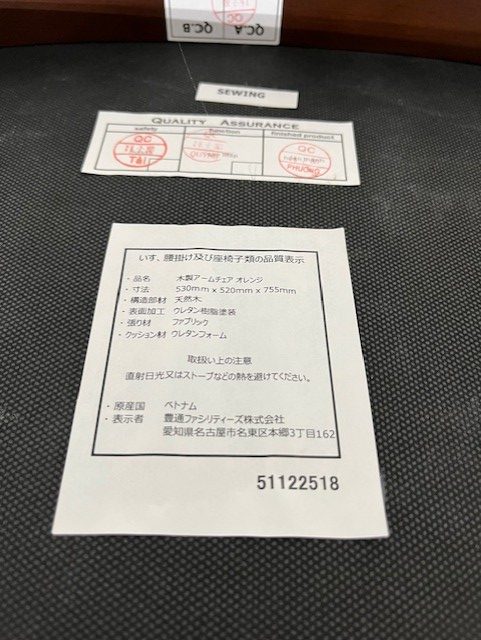 QC.A
QC.B
QC
SEWING
QUALITY ASSURANCE
safety
function
finished product
QC
TÀI
QC
PHƯƠNG
いす、腰掛け及び座椅子類の品質表示
・品名 木製アームチェア オレンジ
・寸法 530mm x 520mm x 755mm
・構造部材 天然木
・表面加工 ウレタン樹脂塗装
・張り材 ファブリック
・クッション材 ウレタンフォーム
取扱い上の注意
直射日光又はストーブなどの熱を避けてください。
・原産国 ベトナム
・表示者 豊通ファシリティーズ株式会社
愛知県名古屋市名東区本郷3丁目162
51122518